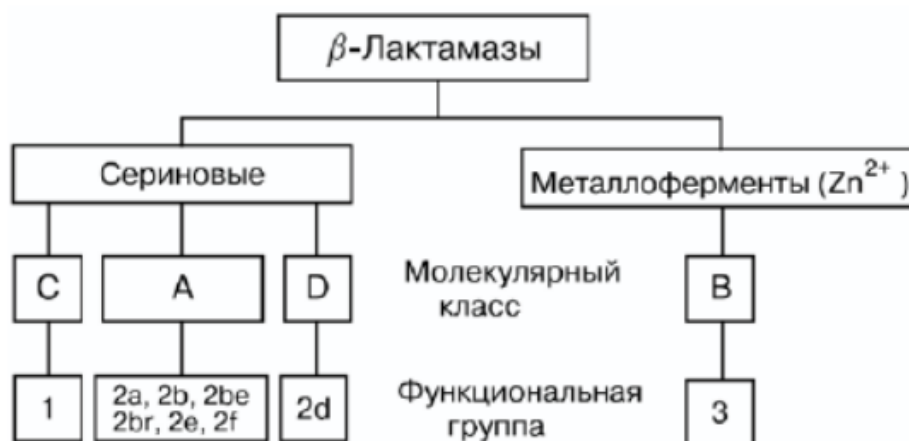 β-Лактамазы
Сериновые
Металлоферменты (Zn²⁺ )
C
A
D
Молекулярный
класс
B
1
2a, 2b, 2be
2br, 2e, 2f
2d
Функциональная
группа
3